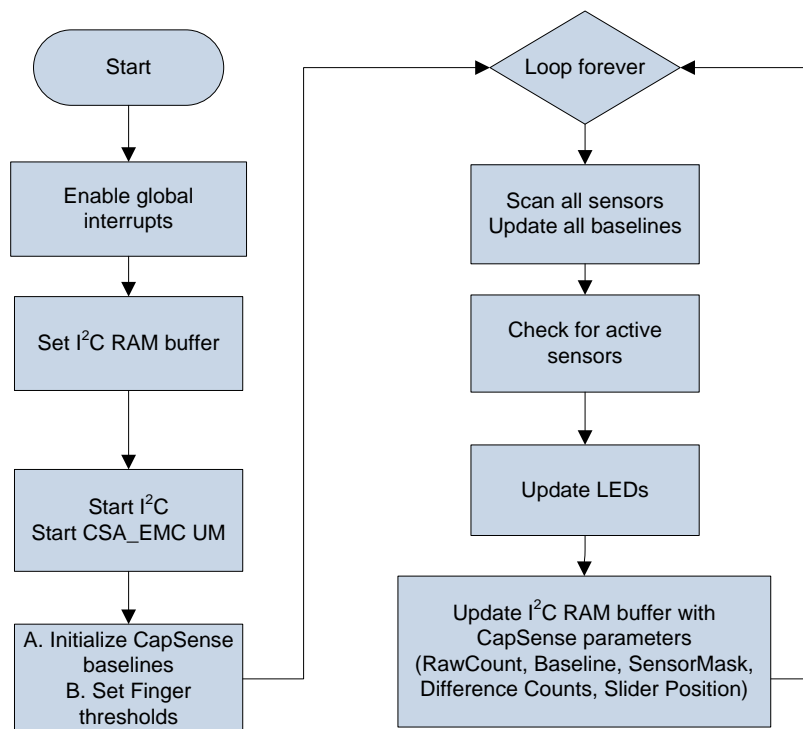 Start
Enable global
interrupts
Set I²C RAM buffer
Start I²C
Start CSA_EMC UM
A. Initialize CapSense
baselines
B. Set Finger
thresholds
Loop forever
Scan all sensors
Update all baselines
Check for active
sensors
Update LEDs
Update I²C RAM buffer with
CapSense parameters
(RawCount, Baseline, SensorMask,
Difference Counts, Slider Position)